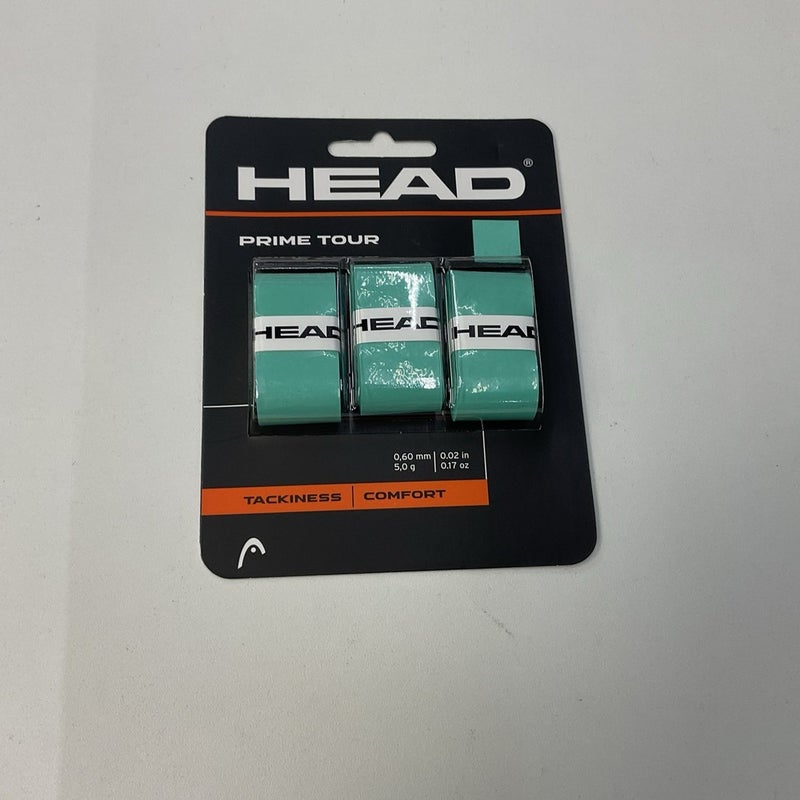 HEAD®
PRIME TOUR
HEAD HEAD HEAD
0,60 mm | 0.02 in
5,0 g | 0.17 oz
TACKINESS | COMFORT